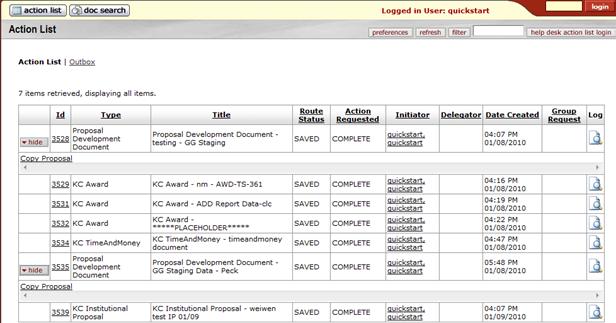 action list doc search Logged in User: quickstart login
Action List preferences refresh filter help desk action list login
Action List | Outbox
7 items retrieved, displaying all items.
Id Type Title Route Status Action Requested Initiator Delegator Date Created Group Request Log
hide 3528 Proposal Development Document Proposal Development Document - testing - GG Staging SAVED COMPLETE quickstart, quickstart 04:07 PM 01/08/2010
Copy Proposal
3529 KC Award KC Award - nm - AWD-TS-361 SAVED COMPLETE quickstart, quickstart 04:16 PM 01/08/2010
3531 KC Award KC Award - ADD Report Data-clc SAVED COMPLETE quickstart, quickstart 04:19 PM 01/08/2010
3532 KC Award KC Award - *****PLACEHOLDER***** SAVED COMPLETE quickstart, quickstart 04:22 PM 01/08/2010
3534 KC TimeAndMoney KC TimeAndMoney - timeandmoney document SAVED COMPLETE quickstart, quickstart 04:47 PM 01/08/2010
hide 3535 Proposal Development Document Proposal Development Document - GG Staging Data - Peck SAVED COMPLETE quickstart, quickstart 05:48 PM 01/08/2010
Copy Proposal
3539 KC Institutional Proposal KC Institutional Proposal - weiwen test IP 01/09 SAVED COMPLETE quickstart, quickstart 04:07 PM 01/09/2010